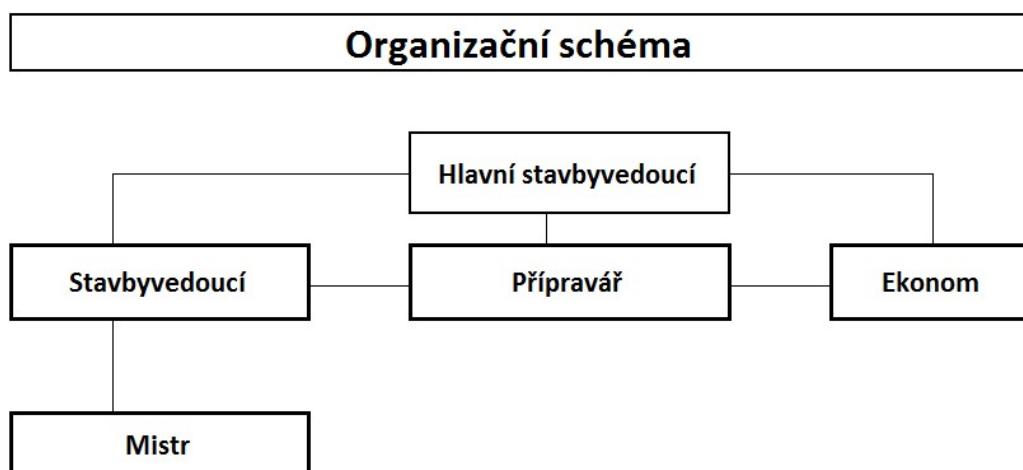 Organizační schéma
Hlavní stavbyvedoucí
Stavbyvedoucí
Přípravář
Ekonom
Mistr